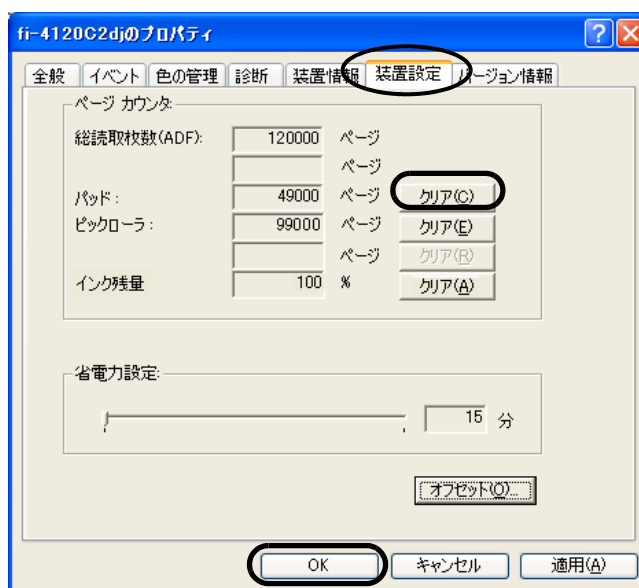 fi-4120C2djのプロパティ
全般 イベント 色の管理 診断 装置情報 装置設定 バージョン情報
ページ カウンタ:
総読取枚数(ADF): 120000 ページ
ページ
パッド: 49000 ページ クリア(C)
ピックローラ: 99000 ページ クリア(E)
ページ クリア(R)
インク残量 100 % クリア(A)
省電力設定:
15 分
オフセット(O)...
OK キャンセル 適用(A)